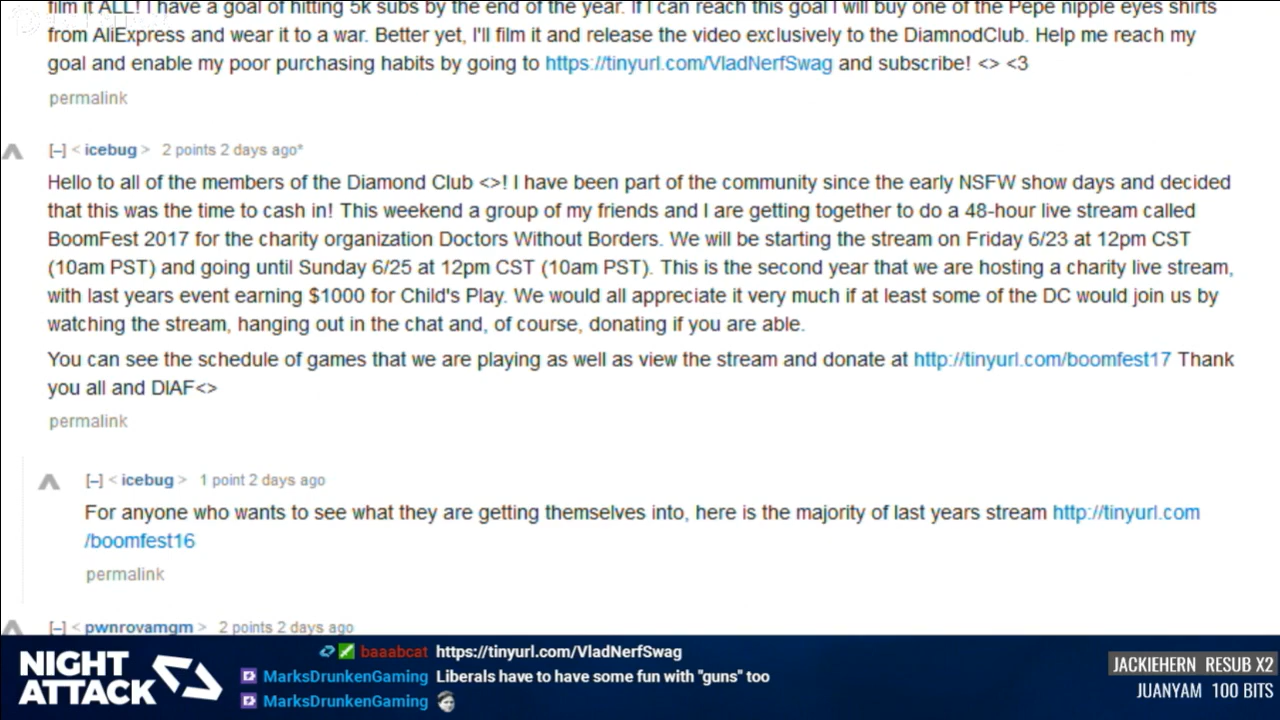 film it ALL! I have a goal of hitting 5k subs by the end of the year. If I can reach this goal I will buy one of the Pepe nipple eyes shirts
from AliExpress and wear it to a war. Better yet, I'll film it and release the video exclusively to the DiamnodClub. Help me reach my
goal and enable my poor purchasing habits by going to https://tinyurl.com/VladNerfSwag and subscribe! <> <3
permalink
[–] < icebug > 2 points 2 days ago*
Hello to all of the members of the Diamond Club <>! I have been part of the community since the early NSFW show days and decided
that this was the time to cash in! This weekend a group of my friends and I are getting together to do a 48-hour live stream called
BoomFest 2017 for the charity organization Doctors Without Borders. We will be starting the stream on Friday 6/23 at 12pm CST
(10am PST) and going until Sunday 6/25 at 12pm CST (10am PST). This is the second year that we are hosting a charity live stream,
with last years event earning $1000 for Child's Play. We would all appreciate it very much if at least some of the DC would join us by
watching the stream, hanging out in the chat and, of course, donating if you are able.
You can see the schedule of games that we are playing as well as view the stream and donate at http://tinyurl.com/boomfest17 Thank
you all and DIAF<>
permalink
[–] < icebug > 1 point 2 days ago
For anyone who wants to see what they are getting themselves into, here is the majority of last years stream http://tinyurl.com
/boomfest16
permalink
[–] < pwnrovamgm > 2 points 2 days ago
NIGHT
ATTACK
baaabcat https://tinyurl.com/VladNerfSwag
MarksDrunkenGaming Liberals have to have some fun with "guns" too
MarksDrunkenGaming
JACKIEHERN RESUB X2
JUANYAM 100 BITS